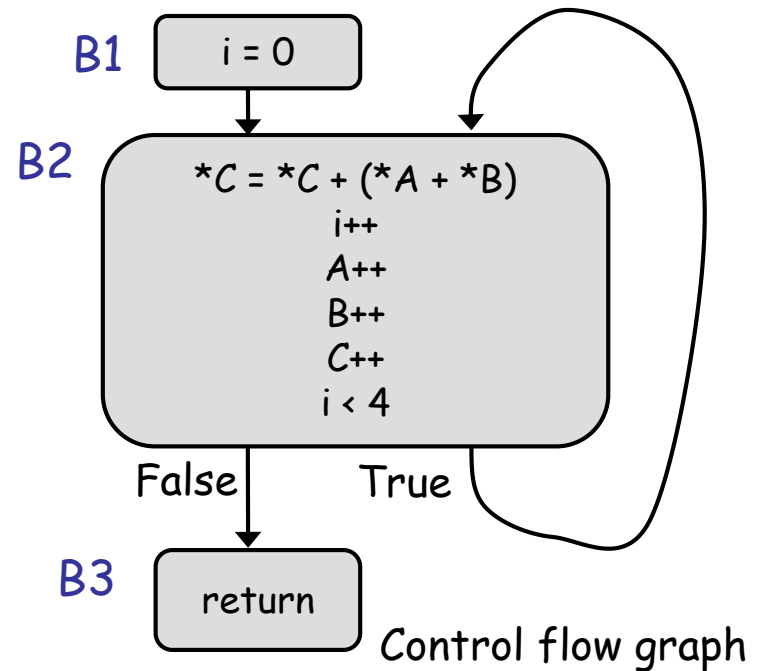 B1
i = 0
B2
*C = *C + (*A + *B)
i++
A++
B++
C++
i < 4
False
True
B3
return
Control flow graph